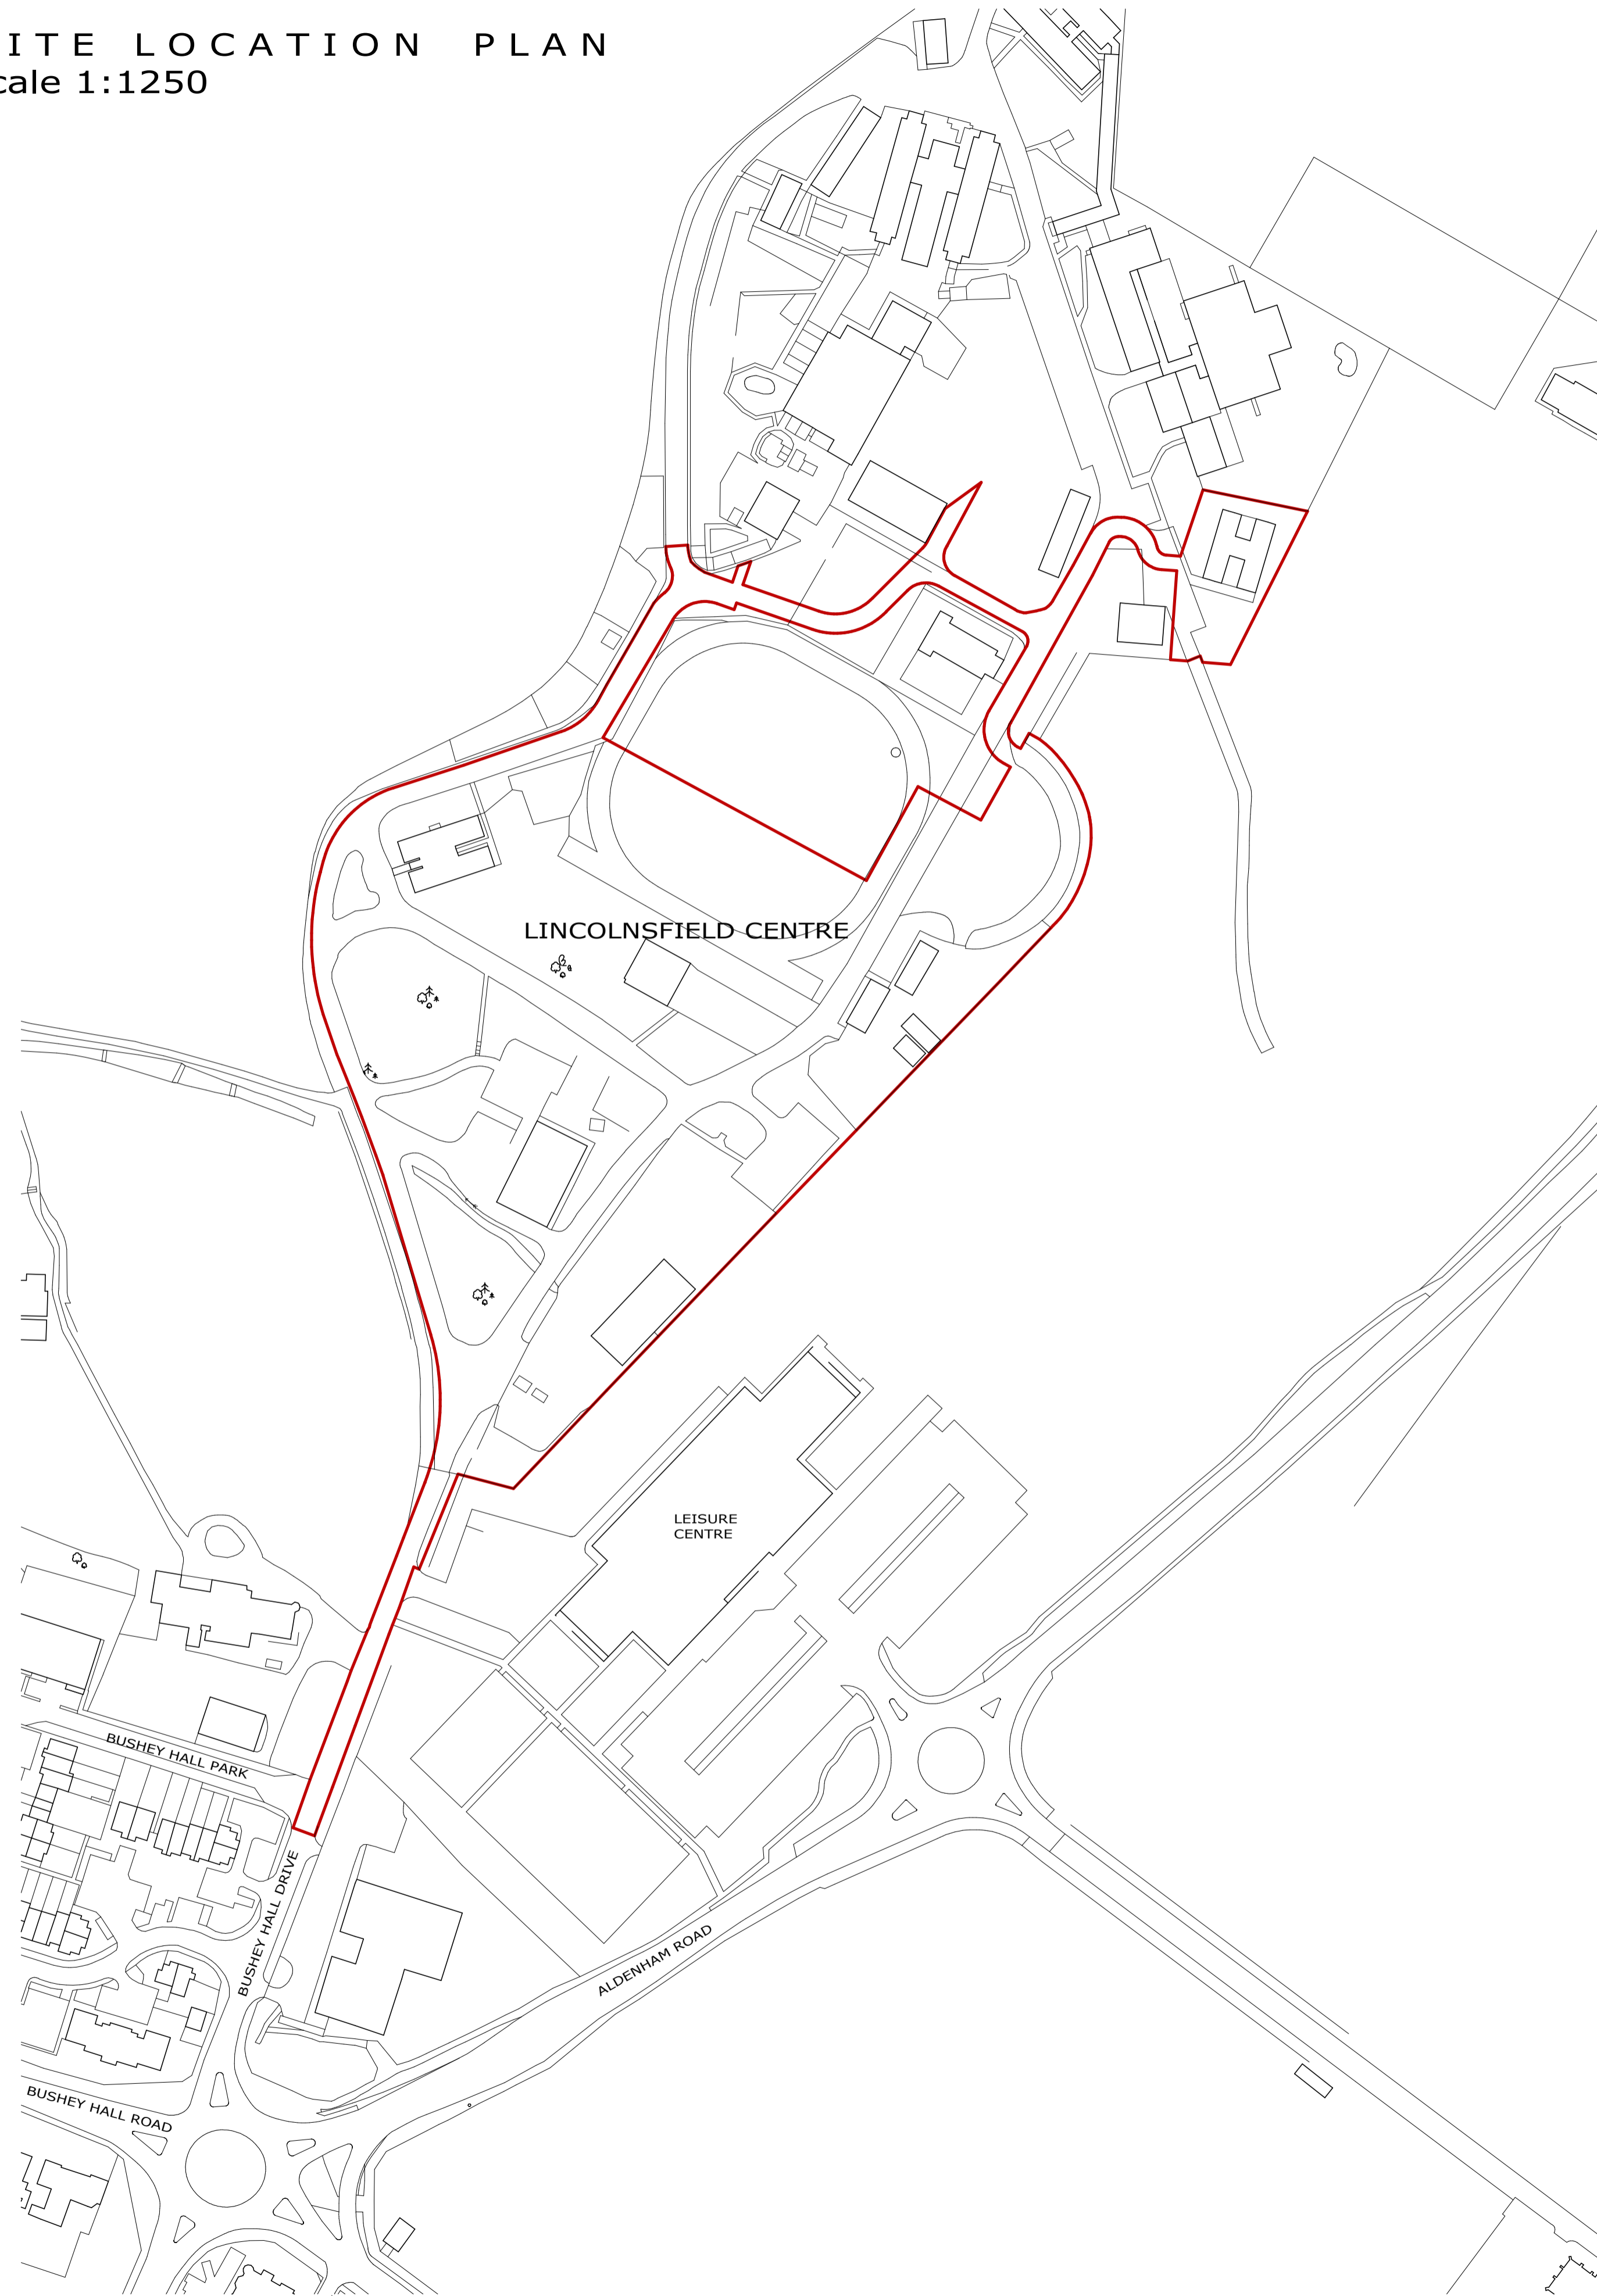 ITE LOCATION PLAN
cale 1:1250
LINCOLNSFIELD CENTRE
LEISURE
CENTRE
BUSHEY HALL PARK
BUSHEY HALL DRIVE
ALDENHAM ROAD
BUSHEY HALL ROAD